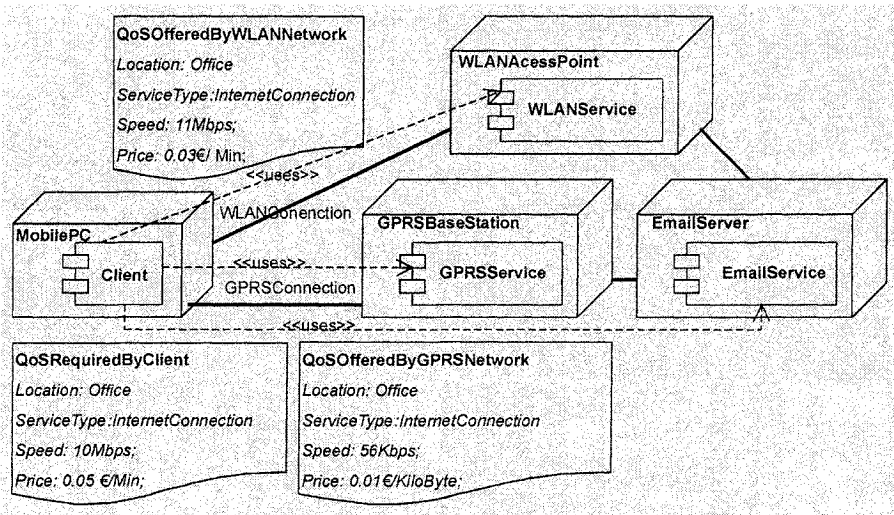 QoSOfferedByWLANNetwork
Location: Office
ServiceType:InternetConnection
Speed: 11Mbps;
Price: 0.03€/ Min;
WLANAcessPoint
WLANService
<<uses>>
WLANConenction
MobilePC
Client
<<uses>>
GPRSConnection
<<uses>>
GPRSBaseStation
GPRSService
EmailServer
EmailService
QoSRequiredByClient
Location: Office
ServiceType:InternetConnection
Speed: 10Mbps;
Price: 0.05 €/Min;
QoSOfferedByGPRSNetwork
Location: Office
ServiceType:InternetConnection
Speed: 56Kbps;
Price: 0.01€/KiloByte;